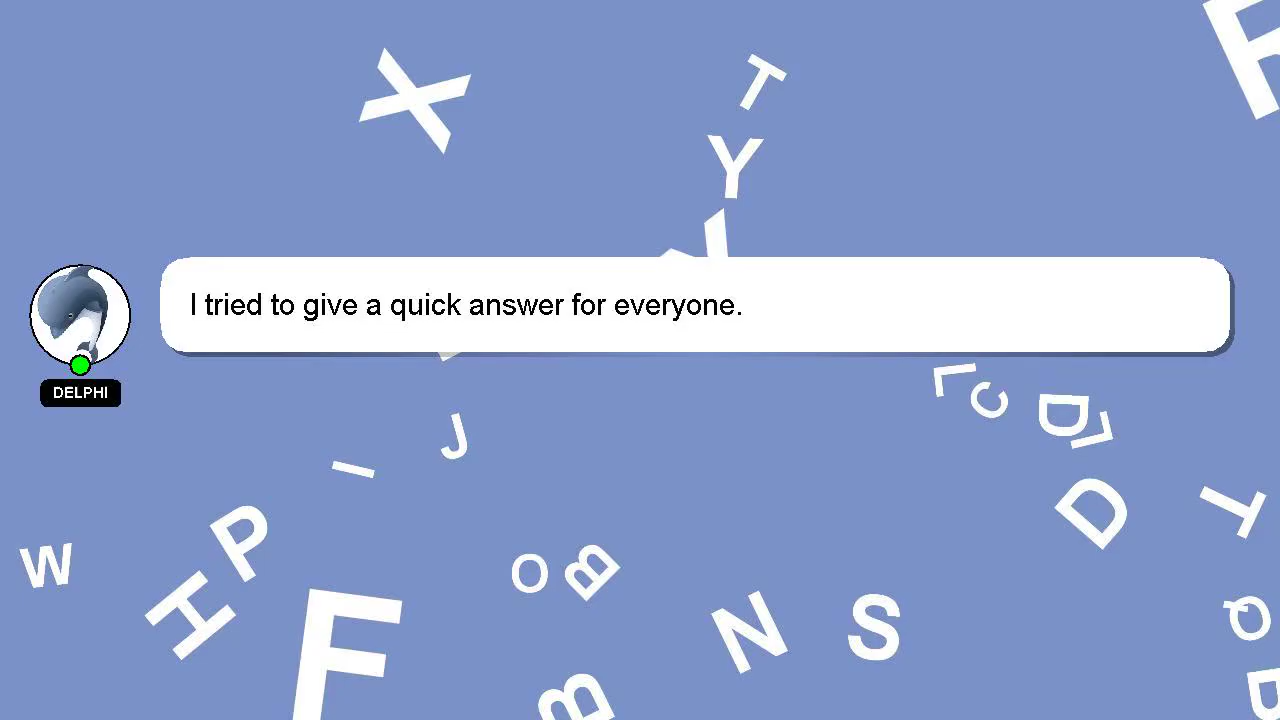 X
T
Y
I tried to give a quick answer for everyone.
DELPHI
L
C
D
L
J
I
D
T
P
W
O
B
H
F
N
S
Q
B